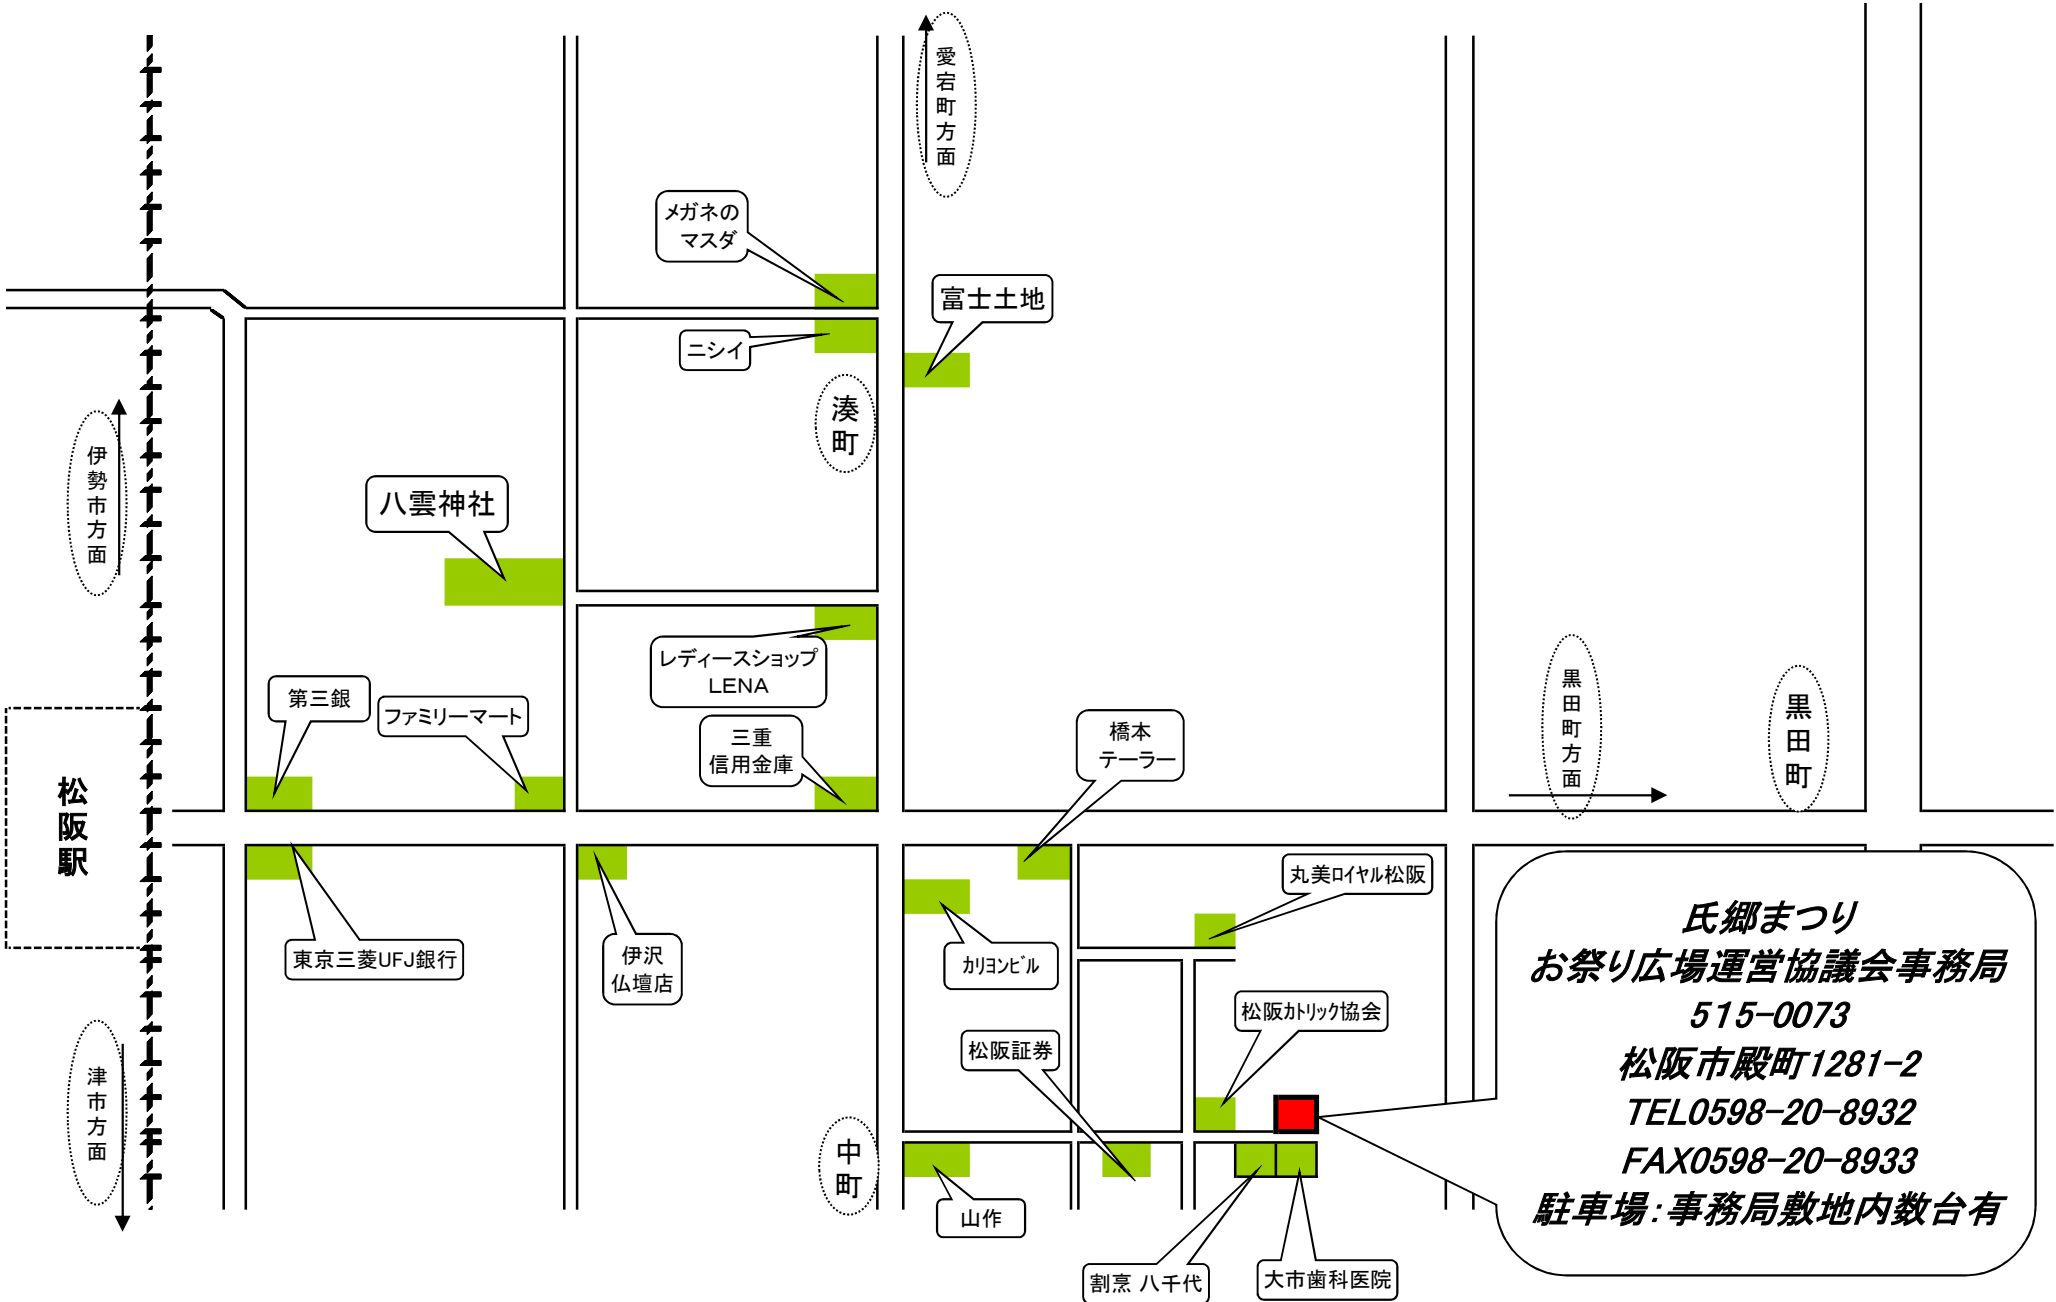 愛宕町方面
メガネの
マスダ
富士土地
ニシイ
湊町
伊勢市方面
八雲神社
レディースショップ
LENA
第三銀
ファミリーマート
三重
信用金庫
橋本
テーラー
黒田町方面
黒田町
松阪駅
丸美ﾛｲﾔﾙ松阪
東京三菱UFJ銀行
伊沢
仏壇店
ｶﾘﾖﾝﾋﾞﾙ
松阪ｶﾄﾘｯｸ協会
松阪証券
津市方面
中町
山作
割烹 八千代
大市歯科医院
氏郷まつり
お祭り広場運営協議会事務局
515-0073
松阪市殿町1281-2
TEL0598-20-8932
FAX0598-20-8933
駐車場：事務局敷地内数台有